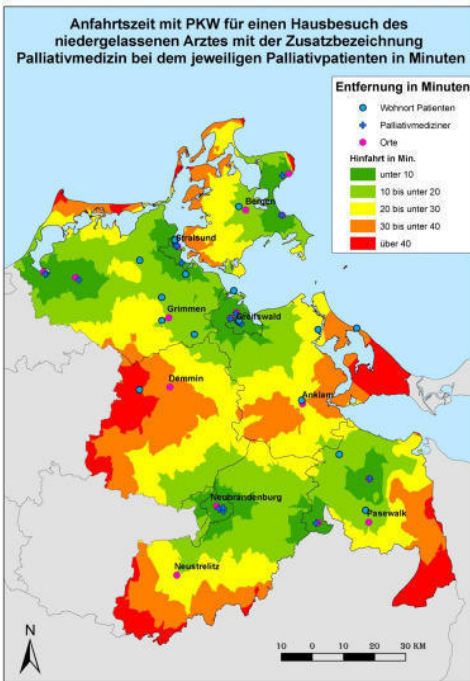 Anfahrtszeit mit PKW für einen Hausbesuch des
niedergelassenen Arztes mit der Zusatzbezeichnung
Palliativmedizin bei dem jeweiligen Palliativpatienten in Minuten
Entfernung in Minuten
Wohnort Patienten
Palliativmediziner
Orte
Hinfahrt in Min.
unter 10
10 bis unter 20
20 bis unter 30
30 bis unter 40
über 40
Bergen
Stralsund
Grimmen
Greifswald
Demmin
Anklam
Neubrandenburg
Pasewalk
Neustrelitz
N
10 0 10 20 30 KM